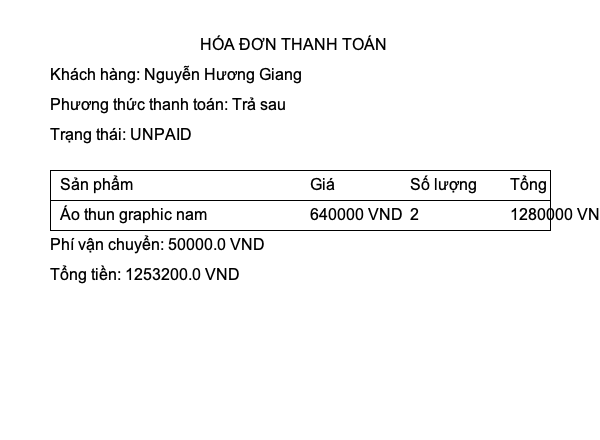 HÓA ĐƠN THANH TOÁN
Khách hàng: Nguyễn Hương Giang
Phương thức thanh toán: Trả sau
Trạng thái: UNPAID
Sản phẩm Giá Số lượng Tổng
Áo thun graphic nam 640000 VND 2 1280000 VN
Phí vận chuyển: 50000.0 VND
Tổng tiền: 1253200.0 VND